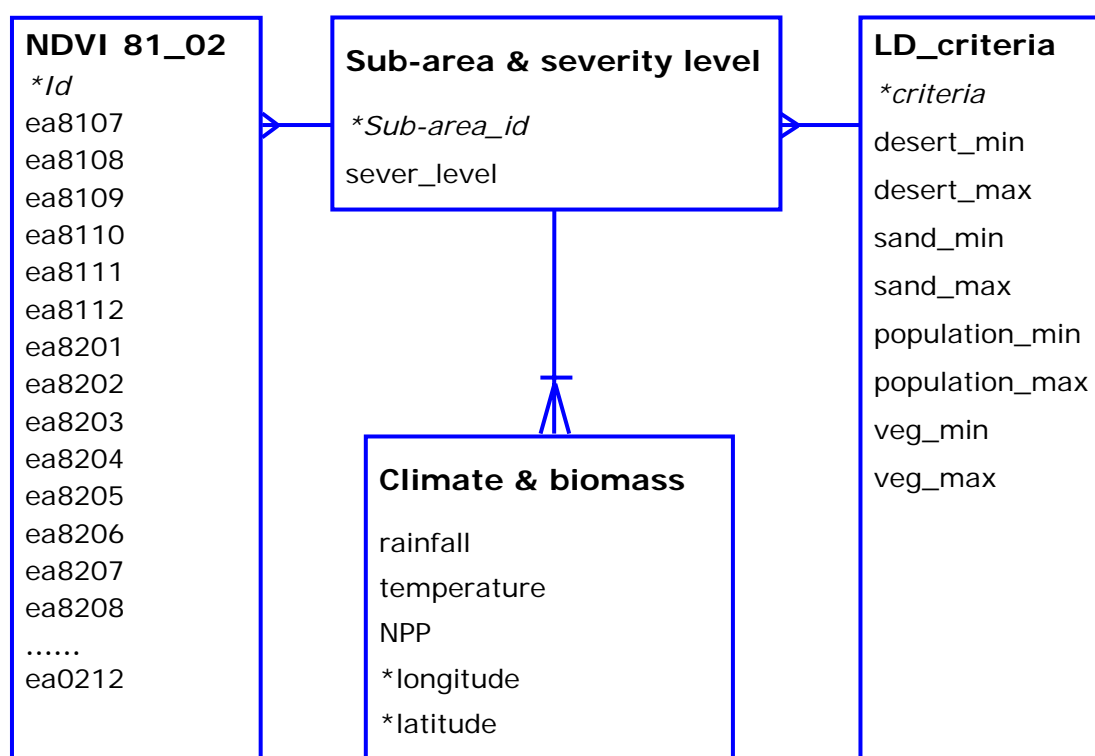 NDVI 81_02
*Id
ea8107
ea8108
ea8109
ea8110
ea8111
ea8112
ea8201
ea8202
ea8203
ea8204
ea8205
ea8206
ea8207
ea8208
......
ea0212
Sub-area & severity level
*Sub-area_id
sever_level
Climate & biomass
rainfall
temperature
NPP
*longitude
*latitude
LD_criteria
*criteria
desert_min
desert_max
sand_min
sand_max
population_min
population_max
veg_min
veg_max